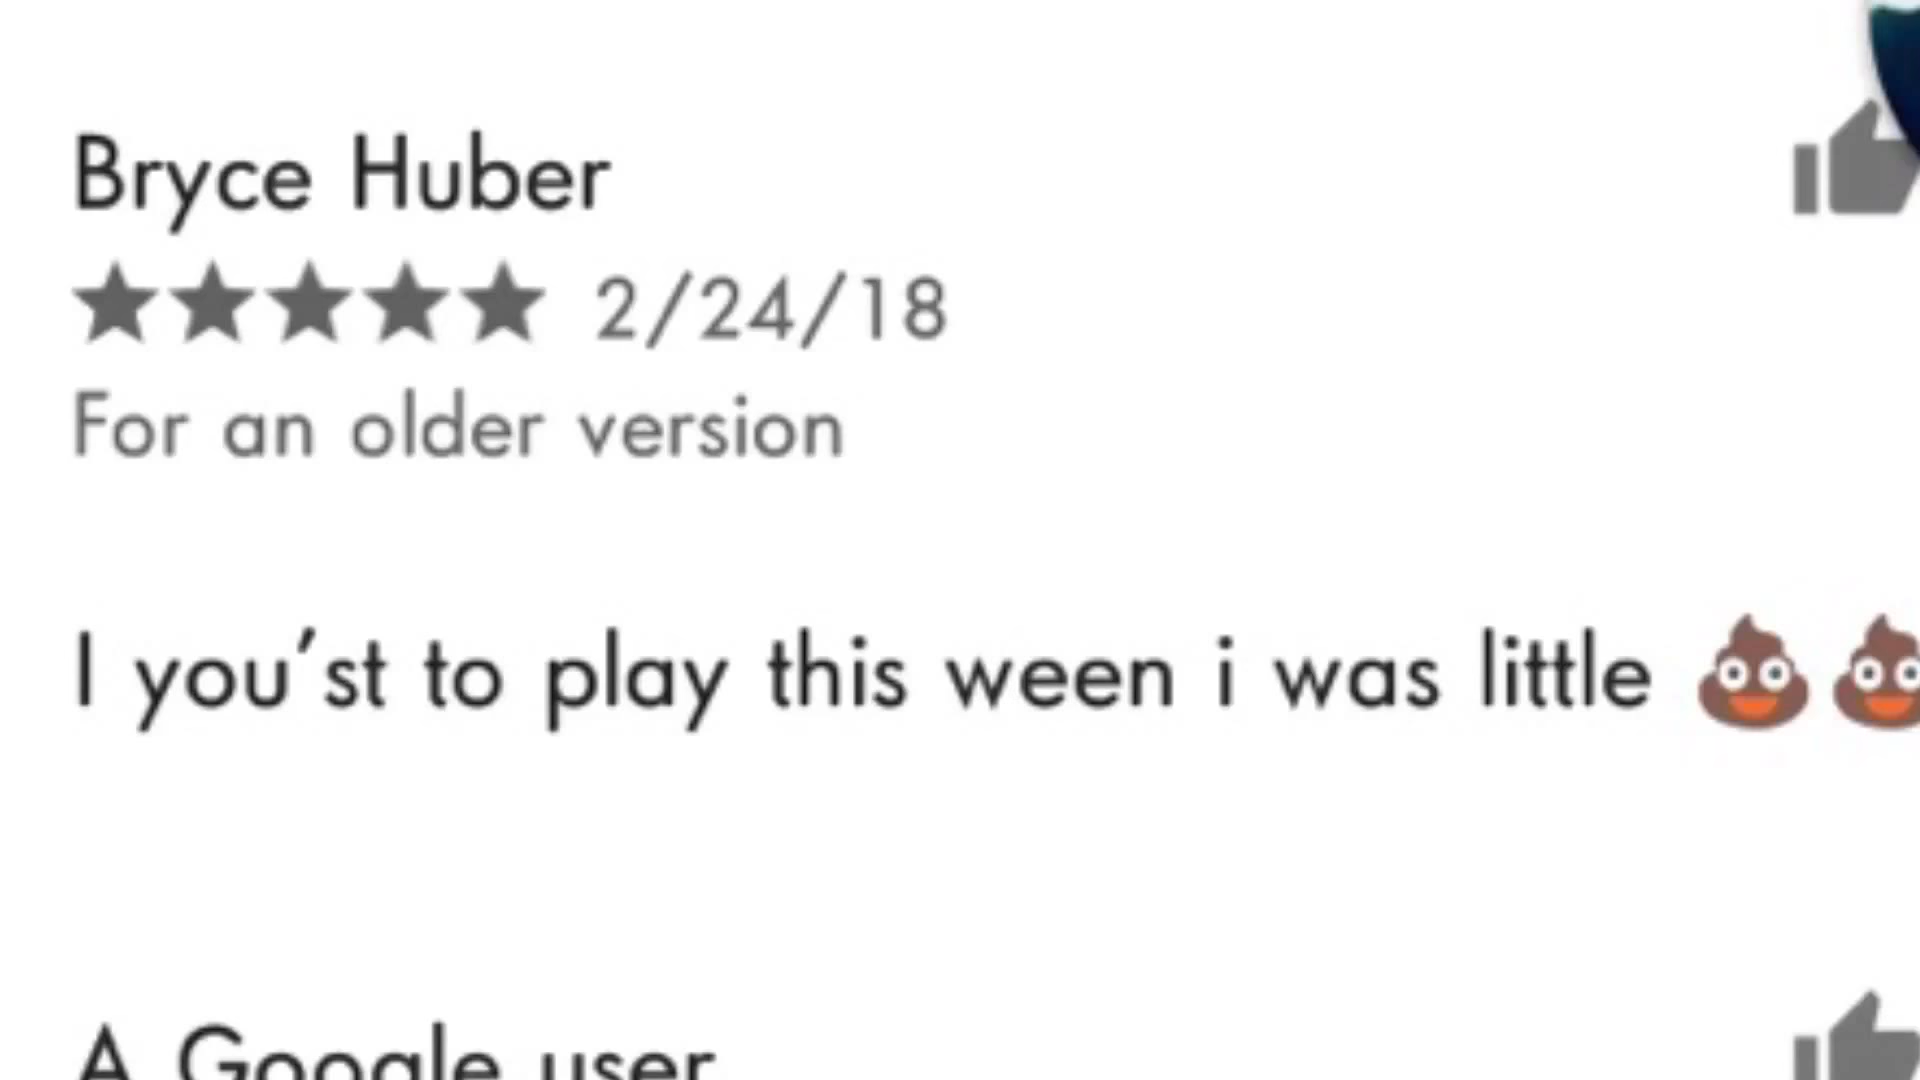 Bryce Huber
★★★★★ 2/24/18
For an older version
I you’st to play this ween i was little 💩💩
A Google user